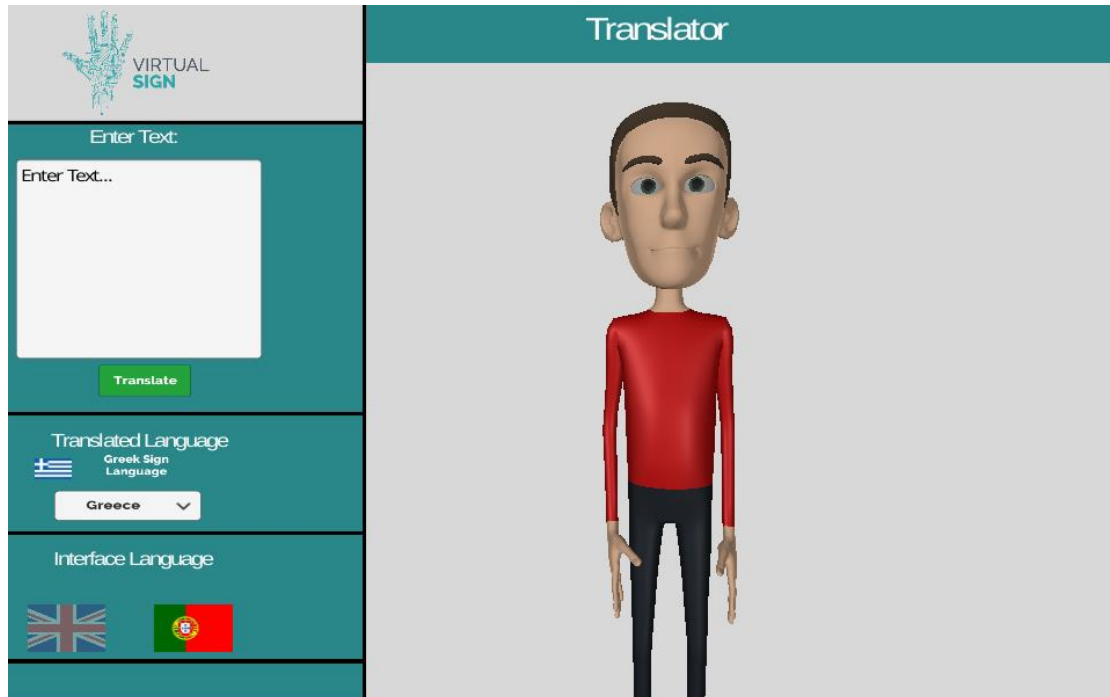 VIRTUAL
SIGN
Translator
Enter Text:
Enter Text...
Translate
Translated Language
Greek Sign
Language
Greece
Interface Language